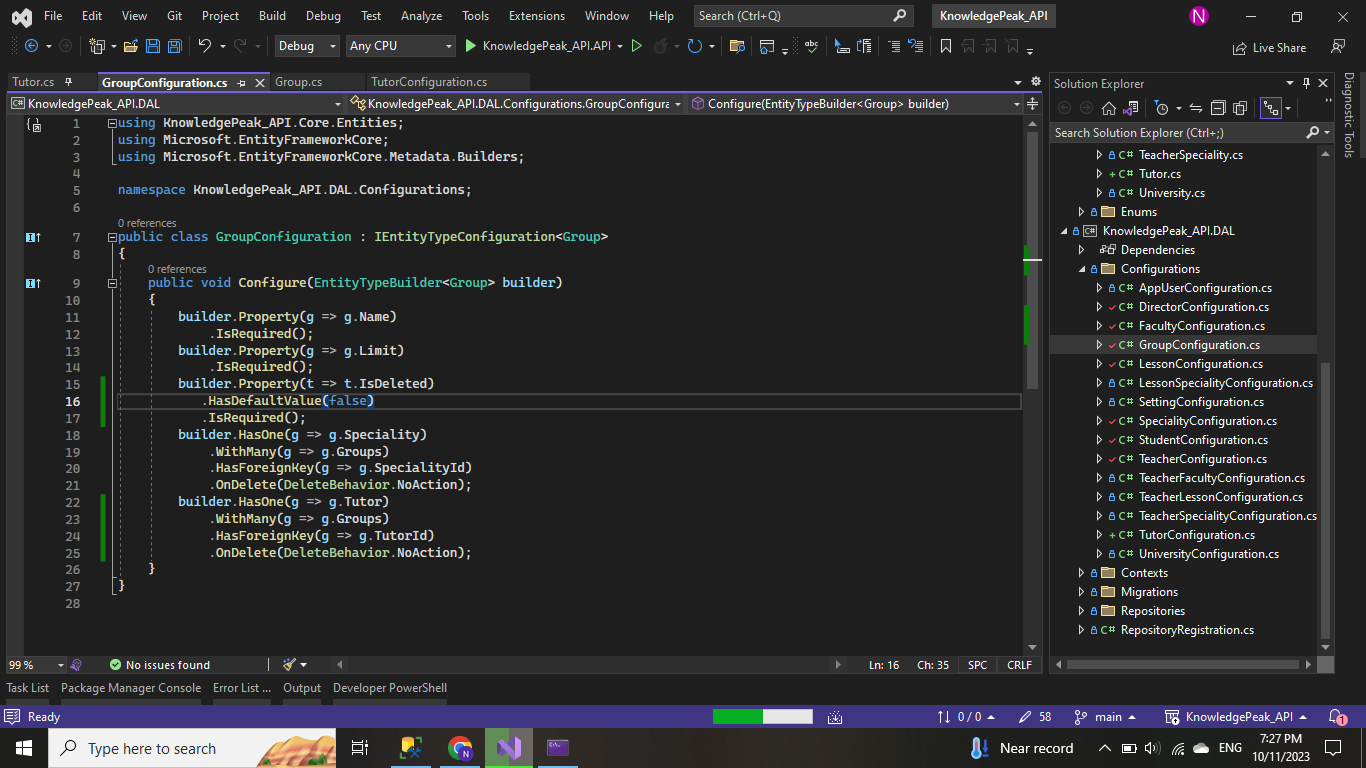 File Edit View Git Project Build Debug Test Analyze Tools Extensions Window Help Search (Ctrl+Q) KnowledgePeak_API N
Debug Any CPU KnowledgePeak_API.API Live Share
Tutor.cs GroupConfiguration.cs Group.cs TutorConfiguration.cs
KnowledgePeak_API.DAL KnowledgePeak_API.DAL.Configurations.GroupConfigura Configure(EntityTypeBuilder<Group> builder)
1 using KnowledgePeak_API.Core.Entities;
2 using Microsoft.EntityFrameworkCore;
3 using Microsoft.EntityFrameworkCore.Metadata.Builders;
4
5 namespace KnowledgePeak_API.DAL.Configurations;
6
0 references
7 public class GroupConfiguration : IEntityTypeConfiguration<Group>
8 {
0 references
9 public void Configure(EntityTypeBuilder<Group> builder)
10 {
11 builder.Property(g => g.Name)
12 .IsRequired();
13 builder.Property(g => g.Limit)
14 .IsRequired();
15 builder.Property(t => t.IsDeleted)
16 .HasDefaultValue(false)
17 .IsRequired();
18 builder.HasOne(g => g.Speciality)
19 .WithMany(g => g.Groups)
20 .HasForeignKey(g => g.SpecialityId)
21 .OnDelete(DeleteBehavior.NoAction);
22 builder.HasOne(g => g.Tutor)
23 .WithMany(g => g.Groups)
24 .HasForeignKey(g => g.TutorId)
25 .OnDelete(DeleteBehavior.NoAction);
26 }
27 }
28
99 % No issues found Ln: 16 Ch: 35 SPC CRLF
Solution Explorer
Search Solution Explorer (Ctrl+;)
C# TeacherSpeciality.cs
C# Tutor.cs
C# University.cs
Enums
C# KnowledgePeak_API.DAL
Dependencies
Configurations
C# AppUserConfiguration.cs
C# DirectorConfiguration.cs
C# FacultyConfiguration.cs
C# GroupConfiguration.cs
C# LessonConfiguration.cs
C# LessonSpecialityConfiguration.cs
C# SettingConfiguration.cs
C# SpecialityConfiguration.cs
C# StudentConfiguration.cs
C# TeacherConfiguration.cs
C# TeacherFacultyConfiguration.cs
C# TeacherLessonConfiguration.cs
C# TeacherSpecialityConfiguration.cs
C# TutorConfiguration.cs
C# UniversityConfiguration.cs
Contexts
Migrations
Repositories
C# RepositoryRegistration.cs
Diagnostic Tools
Task List Package Manager Console Error List ... Output Developer PowerShell
Ready 0 / 0 58 main KnowledgePeak_API 1
Type here to search Near record ENG 7:27 PM
10/11/2023